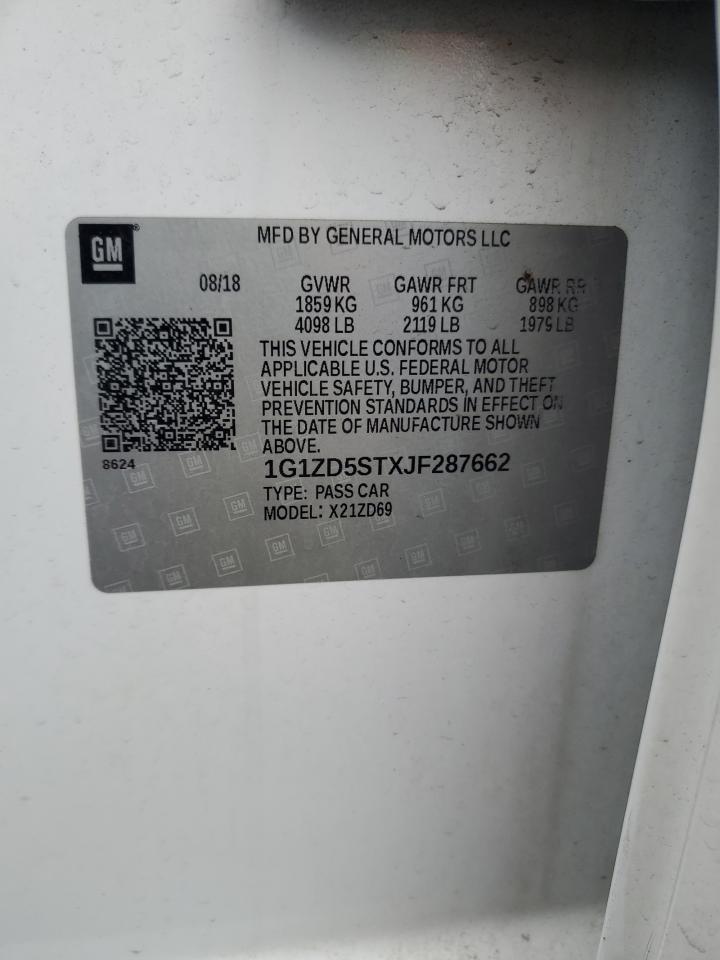 GM
MFD BY GENERAL MOTORS LLC
08/18 GVWR GAWR FRT GAWR RR
1859 KG 961 KG 898 KG
4098 LB 2119 LB 1979 LB
THIS VEHICLE CONFORMS TO ALL
APPLICABLE U.S. FEDERAL MOTOR
VEHICLE SAFETY, BUMPER, AND THEFT
PREVENTION STANDARDS IN EFFECT ON
THE DATE OF MANUFACTURE SHOWN
ABOVE.
8624
1G1ZD5STXJF287662
TYPE: PASS CAR
MODEL: X21ZD69